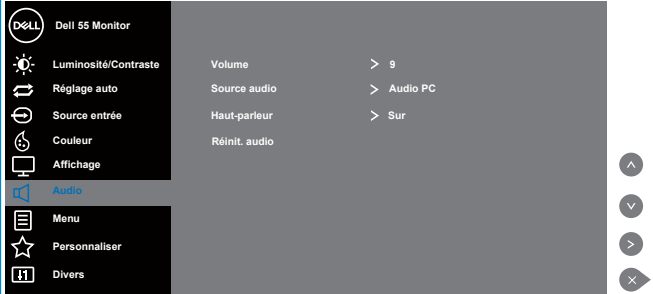 DELL Dell 55 Monitor
Luminosité/Contraste Volume > 9
Réglage auto Source audio > Audio PC
Source entrée Haut-parleur > Sur
Couleur Réinit. audio
Affichage
Audio
Menu
Personnaliser
Divers